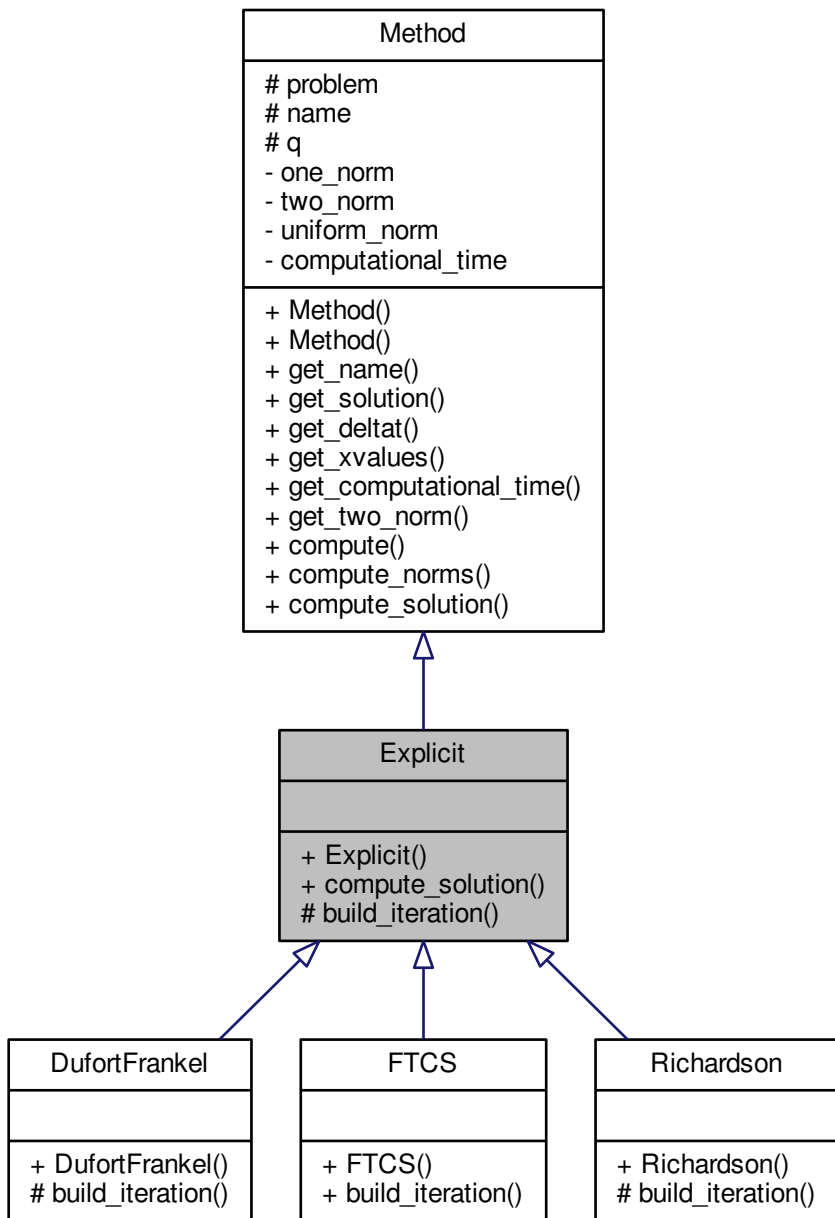 Method
# problem
# name
# q
- one_norm
- two_norm
- uniform_norm
- computational_time
+ Method()
+ Method()
+ get_name()
+ get_solution()
+ get_deltat()
+ get_xvalues()
+ get_computational_time()
+ get_two_norm()
+ compute()
+ compute_norms()
+ compute_solution()
Explicit
+ Explicit()
+ compute_solution()
# build_iteration()
DufortFrankel
+ DufortFrankel()
# build_iteration()
FTCS
+ FTCS()
+ build_iteration()
Richardson
+ Richardson()
# build_iteration()